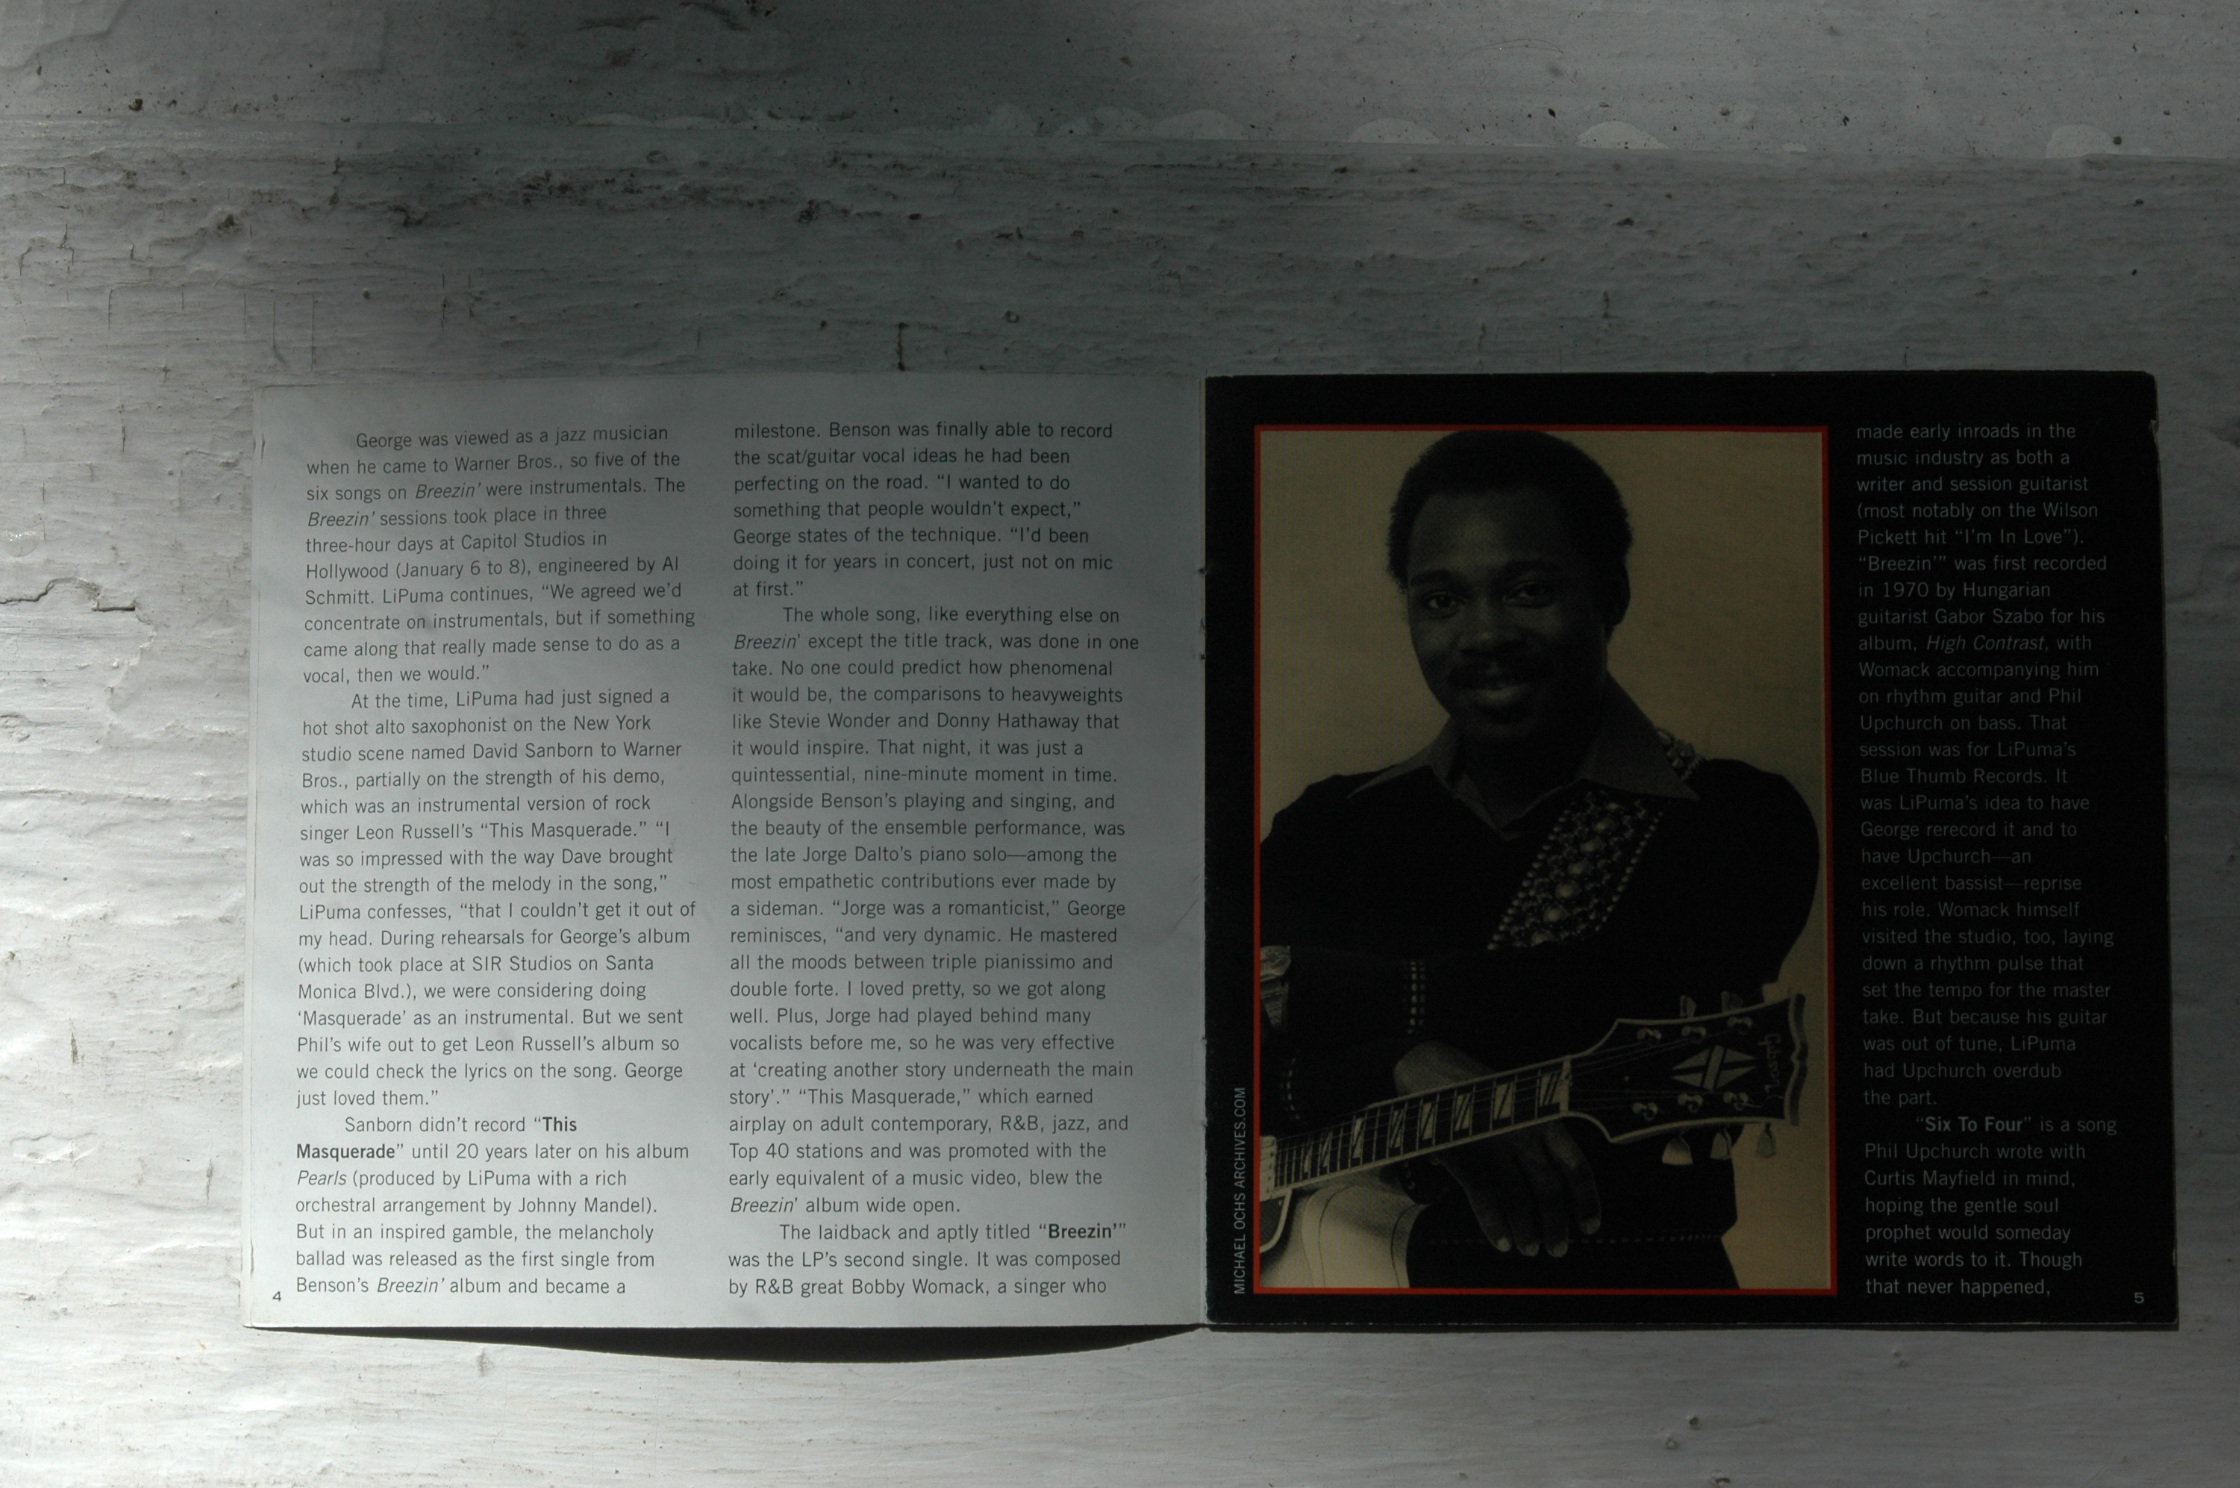 George was viewed as a jazz musician
when he came to Warner Bros., so five of the
six songs on Breezin' were instrumentals. The
Breezin' sessions took place in three
three-hour days at Capitol Studios in
Hollywood (January 6 to 8), engineered by Al
Schmitt. LiPuma continues, “We agreed we’d
concentrate on instrumentals, but if something
came along that really made sense to do as a
vocal, then we would.”
At the time, LiPuma had just signed a
hot shot alto saxophonist on the New York
studio scene named David Sanborn to Warner
Bros., partially on the strength of his demo,
which was an instrumental version of rock
singer Leon Russell’s “This Masquerade.” “I
was so impressed with the way Dave brought
out the strength of the melody in the song,”
LiPuma confesses, “that I couldn’t get it out of
my head. During rehearsals for George’s album
(which took place at SIR Studios on Santa
Monica Blvd.), we were considering doing
‘Masquerade’ as an instrumental. But we sent
Phil’s wife out to get Leon Russell’s album so
we could check the lyrics on the song. George
just loved them.”
Sanborn didn’t record “This
Masquerade” until 20 years later on his album
Pearls (produced by LiPuma with a rich
orchestral arrangement by Johnny Mandel).
But in an inspired gamble, the melancholy
ballad was released as the first single from
Benson’s Breezin' album and became a
4
milestone. Benson was finally able to record
the scat/guitar vocal ideas he had been
perfecting on the road. “I wanted to do
something that people wouldn’t expect,”
George states of the technique. “I’d been
doing it for years in concert, just not on mic
at first.”
The whole song, like everything else on
Breezin' except the title track, was done in one
take. No one could predict how phenomenal
it would be, the comparisons to heavyweights
like Stevie Wonder and Donny Hathaway that
it would inspire. That night, it was just a
quintessential, nine-minute moment in time.
Alongside Benson’s playing and singing, and
the beauty of the ensemble performance, was
the late Jorge Dalto’s piano solo—among the
most empathetic contributions ever made by
a sideman. “Jorge was a romanticist,” George
reminisces, “and very dynamic. He mastered
all the moods between triple pianissimo and
double forte. I loved pretty, so we got along
well. Plus, Jorge had played behind many
vocalists before me, so he was very effective
at ‘creating another story underneath the main
story’.” “This Masquerade,” which earned
airplay on adult contemporary, R&B, jazz, and
Top 40 stations and was promoted with the
early equivalent of a music video, blew the
Breezin' album wide open.
The laidback and aptly titled “Breezin'”
was the LP’s second single. It was composed
by R&B great Bobby Womack, a singer who
MICHAEL OCHS ARCHIVES.COM
Gibson
made early inroads in the
music industry as both a
writer and session guitarist
(most notably on the Wilson
Pickett hit “I’m In Love”).
“Breezin'” was first recorded
in 1970 by Hungarian
guitarist Gabor Szabo for his
album, High Contrast, with
Womack accompanying him
on rhythm guitar and Phil
Upchurch on bass. That
session was for LiPuma’s
Blue Thumb Records. It
was LiPuma’s idea to have
George rerecord it and to
have Upchurch—an
excellent bassist—reprise
his role. Womack himself
visited the studio, too, laying
down a rhythm pulse that
set the tempo for the master
take. But because his guitar
was out of tune, LiPuma
had Upchurch overdub
the part.
“Six To Four” is a song
Phil Upchurch wrote with
Curtis Mayfield in mind,
hoping the gentle soul
prophet would someday
write words to it. Though
that never happened,
5